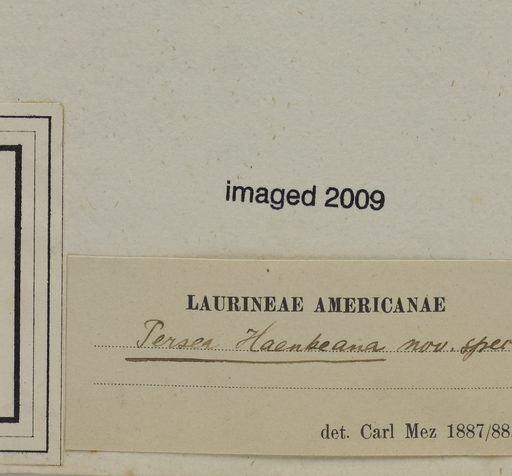 imaged 2009
LAURINEAE AMERICANAE
Persea Haenkeana nov. spec
det. Carl Mez 1887/88